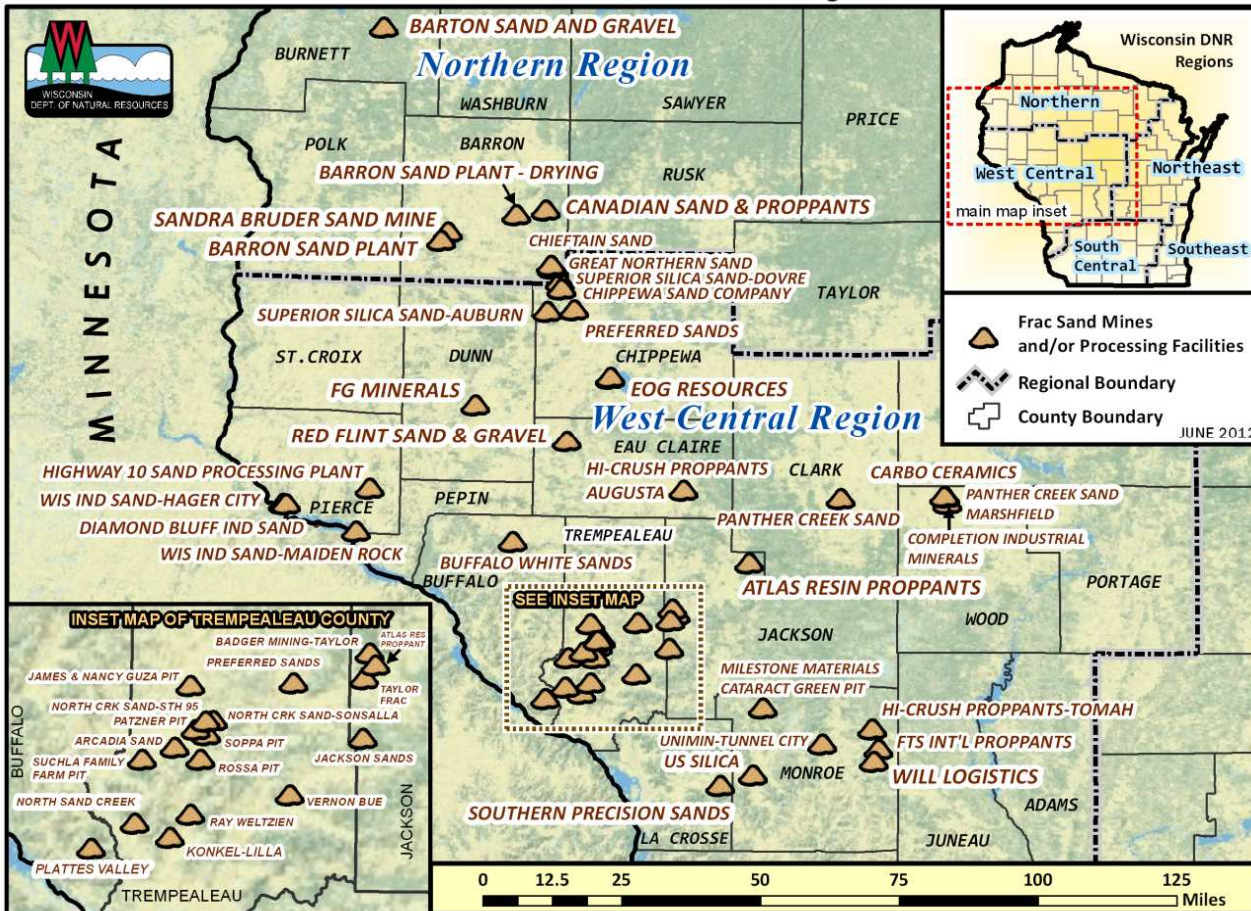 BARTON SAND AND GRAVEL
BURNETT
Northern Region
WASHBURN
SAWYER
PRICE
W
WISCONSIN
DEPT. OF NATURAL RESOURCES
MINNESOTA
POLK
BARRON
RUSK
BARRON SAND PLANT - DRYING
CANADIAN SAND & PROPPANTS
SANDRA BRUDER SAND MINE
BARRON SAND PLANT
CHIEFTAIN SAND
GREAT NORTHERN SAND
SUPERIOR SILICA SAND-DOVRE
CHIPPEWA SAND COMPANY
TAYLOR
SUPERIOR SILICA SAND-AUBURN
PREFERRED SANDS
ST.CROIX
DUNN
CHIPPEWA
FG MINERALS
EOG RESOURCES
West Central Region
RED FLINT SAND & GRAVEL
EAU CLAIRE
HIGHWAY 10 SAND PROCESSING PLANT
HI-CRUSH PROPPANTS
AUGUSTA
CLARK
CARBO CERAMICS
WIS IND SAND-HAGER CITY
PIERCE
PEPIN
PANTHER CREEK SAND
PANTHER CREEK SAND
MARSHFIELD
DIAMOND BLUFF IND SAND
TREMPEALEAU
COMPLETION INDUSTRIAL
MINERALS
WIS IND SAND-MAIDEN ROCK
BUFFALO WHITE SANDS
BUFFALO
ATLAS RESIN PROPPANTS
PORTAGE
SEE INSET MAP
WOOD
JACKSON
MILESTONE MATERIALS
CATARACT GREEN PIT
HI-CRUSH PROPPANTS-TOMAH
UNIMIN-TUNNEL CITY
FTS INT'L PROPPANTS
US SILICA
MONROE
WILL LOGISTICS
SOUTHERN PRECISION SANDS
ADAMS
LA CROSSE
JUNEAU
Wisconsin DNR
Regions
Northern
West Central
Northeast
main map inset
South
Central
Southeast
Frac Sand Mines
and/or Processing Facilities
Regional Boundary
County Boundary
JUNE 2012
INSET MAP OF TREMPEALEAU COUNTY
BADGER MINING-TAYLOR
ATLAS RES
PROPPANT
PREFERRED SANDS
JAMES & NANCY GUZA PIT
TAYLOR
FRAC
NORTH CRK SAND-STH 95
NORTH CRK SAND-SONSALLA
PATZNER PIT
BUFFALO
ARCADIA SAND
SOPPA PIT
JACKSON SANDS
SUCHLA FAMILY
FARM PIT
ROSSA PIT
NORTH SAND CREEK
VERNON BUE
RAY WELTZIEN
KONKEL-LILLA
JACKSON
PLATTES VALLEY
TREMPEALEAU
0 12.5 25 50 75 100 125
Miles